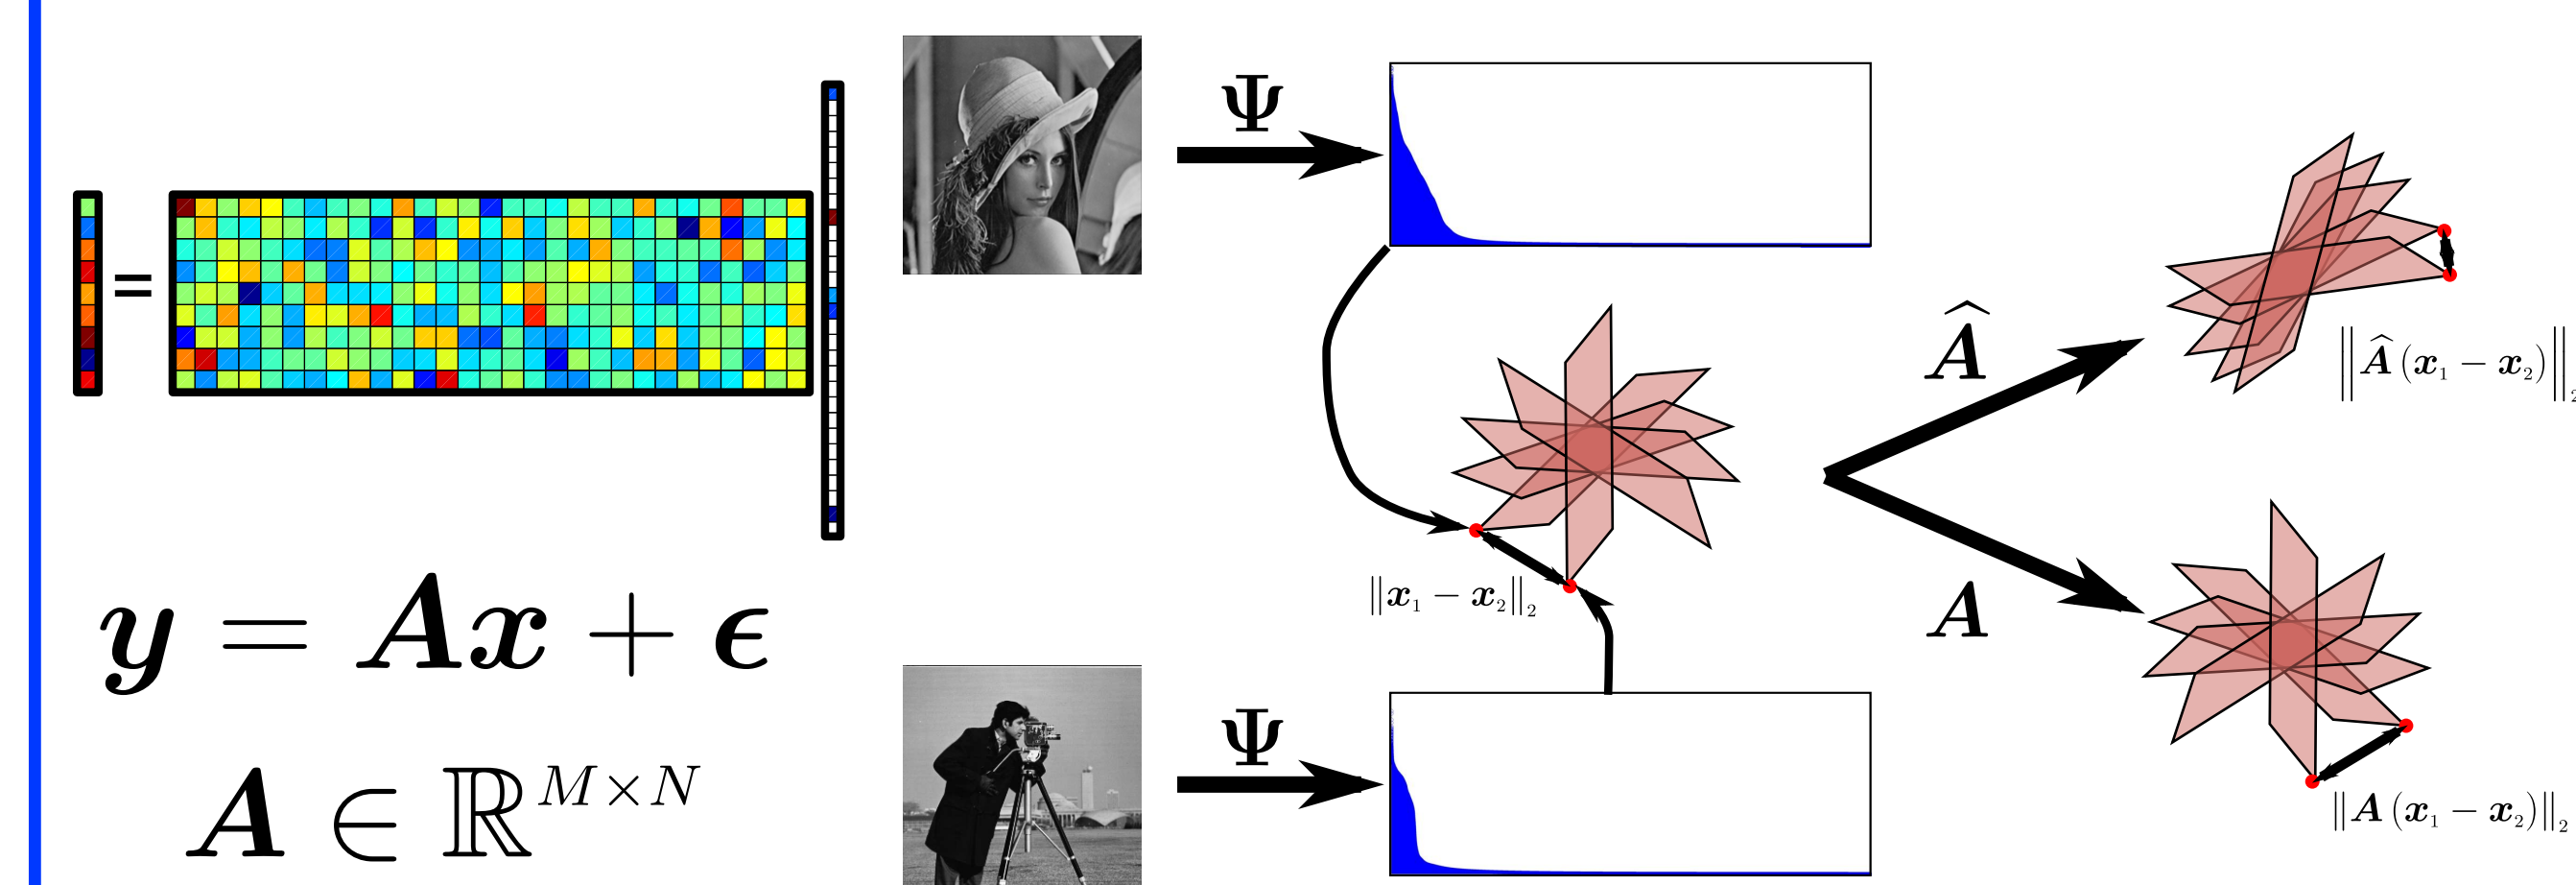 =
y = Ax + ϵ
A ∈ ℝ^{M×N}
Ψ
‖x₁ − x₂‖₂
Ψ
Â
‖Â(x₁ − x₂)‖₂
A
‖A(x₁ − x₂)‖₂